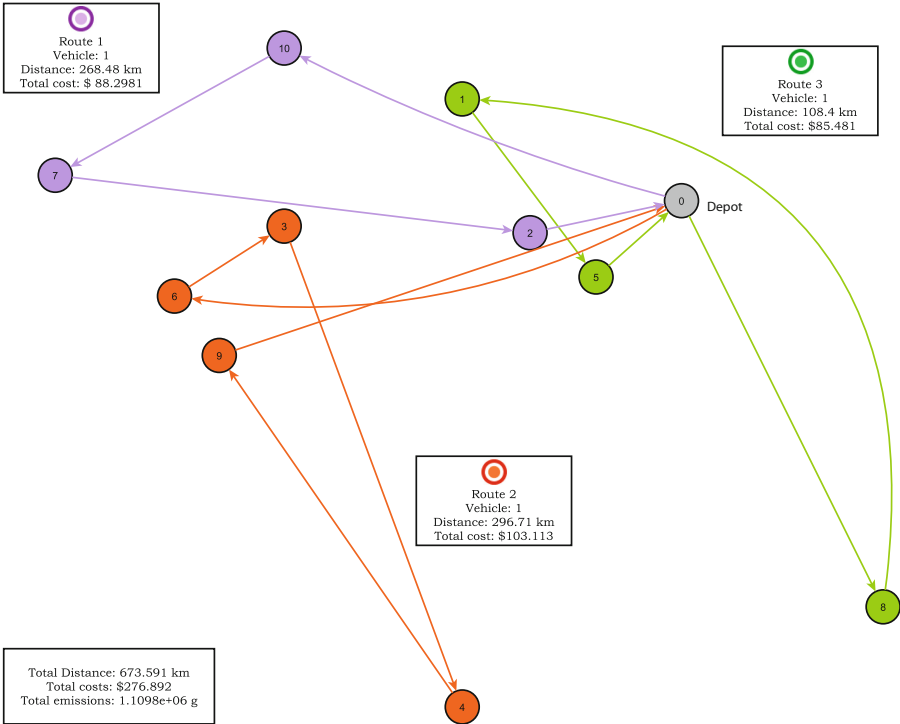 Route 1
Vehicle: 1
Distance: 268.48 km
Total cost: $ 88.2981
10
1
Route 3
Vehicle: 1
Distance: 108.4 km
Total cost: $85.481
7
0
Depot
3
2
5
6
9
Route 2
Vehicle: 1
Distance: 296.71 km
Total cost: $103.113
8
Total Distance: 673.591 km
Total costs: $276.892
Total emissions: 1.1098e+06 g
4